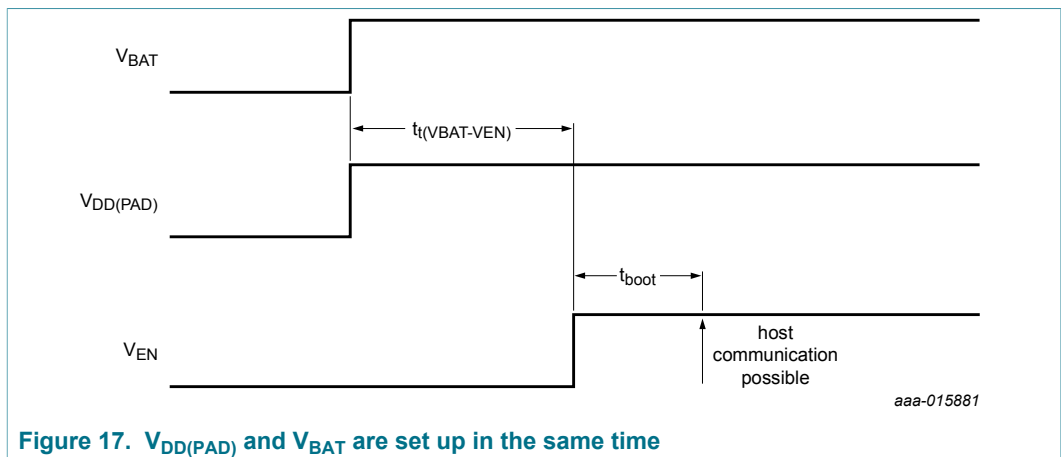 VBAT
tt(VBAT-VEN)
VDD(PAD)
tboot
VEN
host
communication
possible
aaa-015881
Figure 17. VDD(PAD) and VBAT are set up in the same time